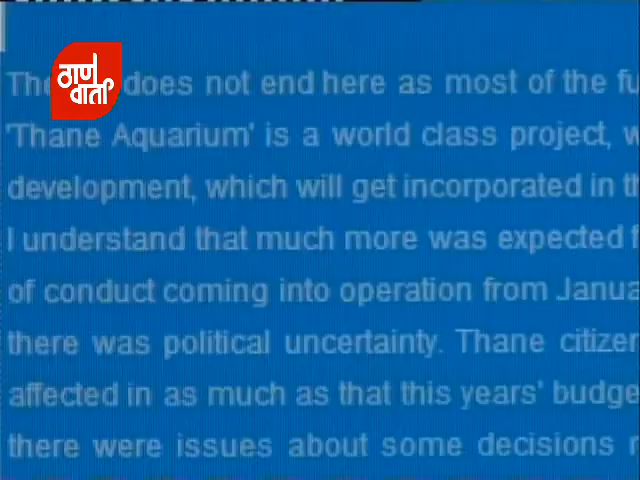 ठाणे
वार्ता
does not end here as most of the
'Thane Aquarium' is a world class project,
development, which will get incorporated in
I understand that much more was expected
of conduct coming into operation from
there was political uncertainty. Thane
affected in as much as that this years'
there were issues about some decisions